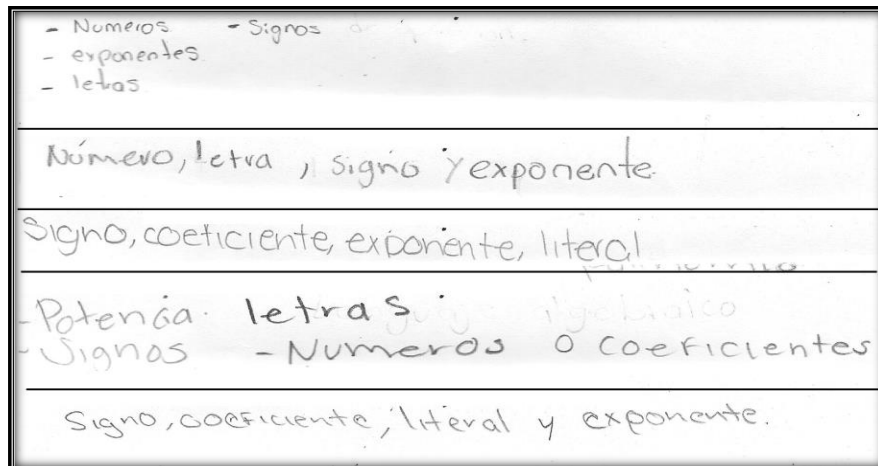 - Numeros - Signos
- exponentes
- letras
Número, letra, signo y exponente.
Signo, coeficiente, exponente, literal
- Potencia. letras.
- Signos - Numeros o coeficientes
Signo, coeficiente, literal y exponente.